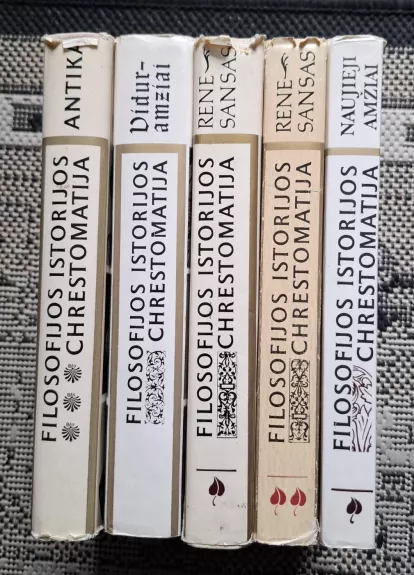 FILOSOFIJOS ISTORIJOS
CHRESTOMATIJA
ANTIKA
FILOSOFIJOS ISTORIJOS
CHRESTOMATIJA
Vidur-
amžiai
FILOSOFIJOS ISTORIJOS
CHRESTOMATIJA
RENE
SANSAS
FILOSOFIJOS ISTORIJOS
CHRESTOMATIJA
RENE
SANSAS
FILOSOFIJOS ISTORIJOS
CHRESTOMATIJA
NAUJIEJI
AMŽIAI